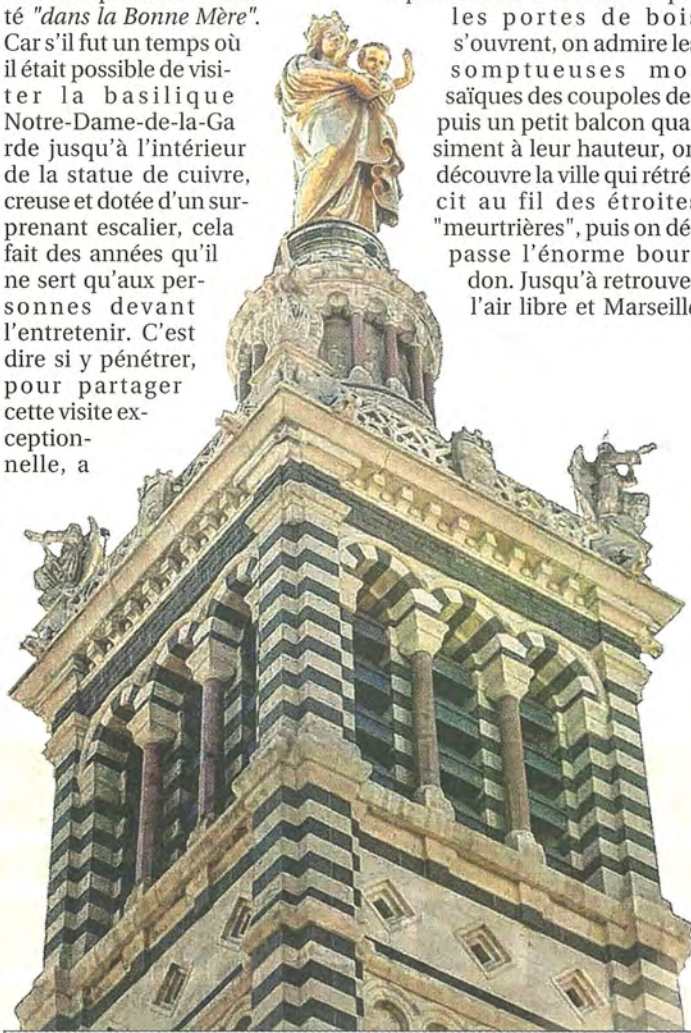 té "dans la Bonne Mère".
Car s'il fut un temps où
il était possible de visi-
ter la basilique
Notre-Dame-de-la-Ga
rde jusqu'à l'intérieur
de la statue de cuivre,
creuse et dotée d'un sur-
prenant escalier, cela
fait des années qu'il
ne sert qu'aux per-
sonnes devant
l'entretenir. C'est
dire si y pénétrer,
pour partager
cette visite ex-
ception-
nelle, a
les portes de bois
s'ouvrent, on admire les
somptueuses mo
saïques des coupoles de
puis un petit balcon qua
siment à leur hauteur, on
découvre la ville qui rétré
cit au fil des étroites
"meurtrières", puis on dé
passe l'énorme bour
don. Jusqu'à retrouve
l'air libre et Marseille